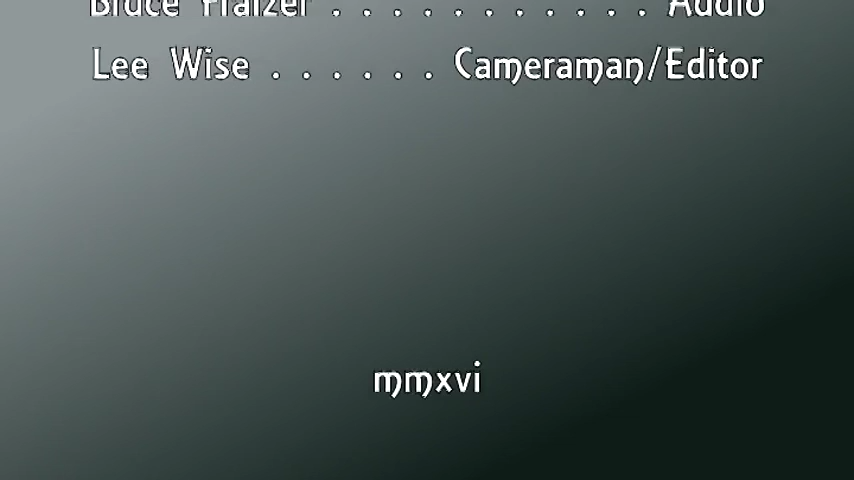 Bruce Fraizer . . . . . . . . . . . Audio
Lee Wise . . . . . . Cameraman/Editor
mmxvi